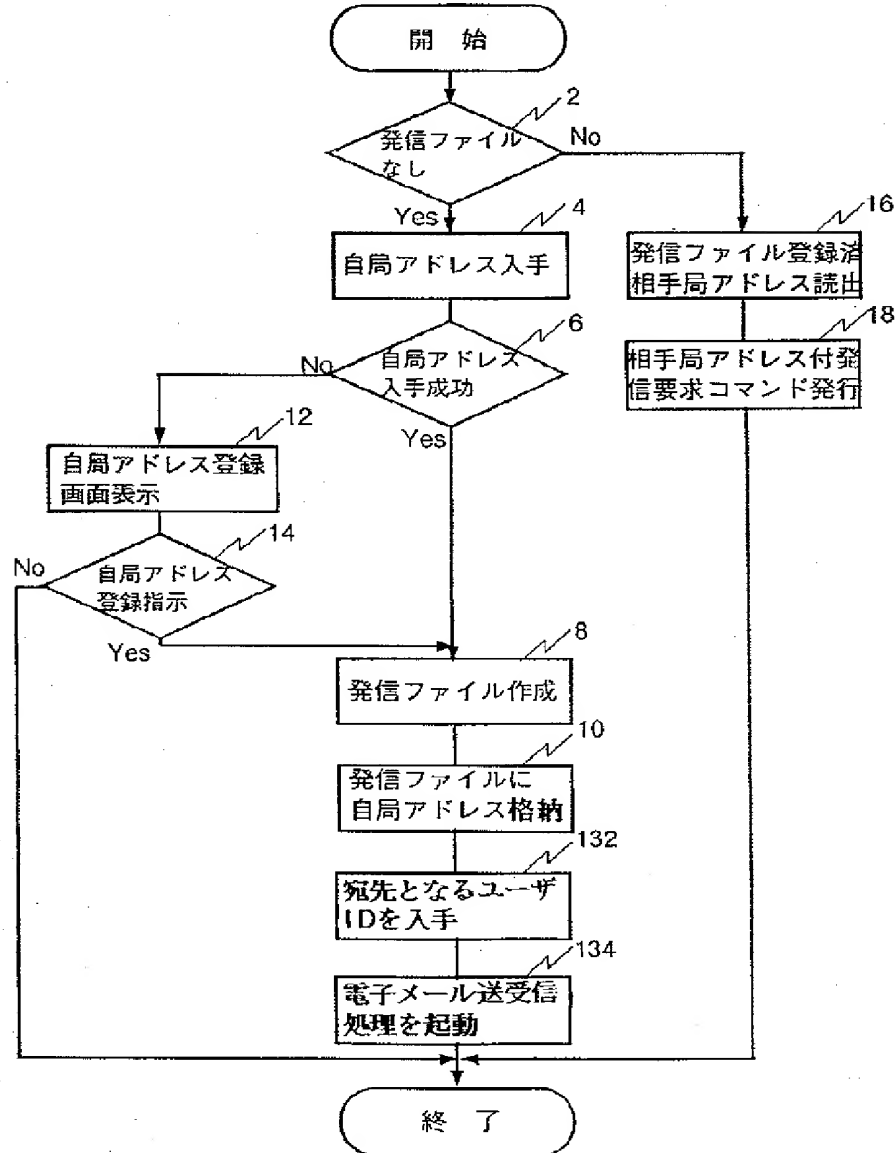 開 始
2
発信ファイル
なし
No
Yes
4
自局アドレス入手
16
発信ファイル登録済
相手局アドレス読出
6
自局アドレス
入手成功
No
Yes
18
相手局アドレス付発
信要求コマンド発行
12
自局アドレス登録
画面表示
14
自局アドレス
登録指示
No
Yes
8
発信ファイル作成
10
発信ファイルに
自局アドレス格納
132
宛先となるユーザ
IDを入手
134
電子メール送受信
処理を起動
終 了